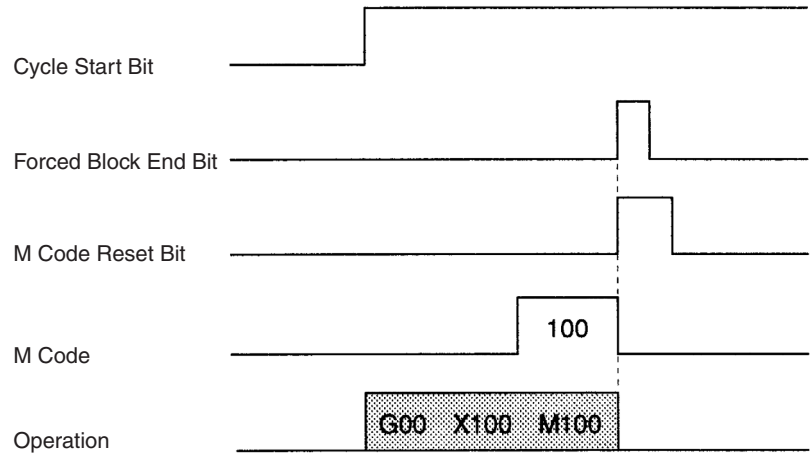 Cycle Start Bit
Forced Block End Bit
M Code Reset Bit
M Code
100
Operation
G00 X100 M100